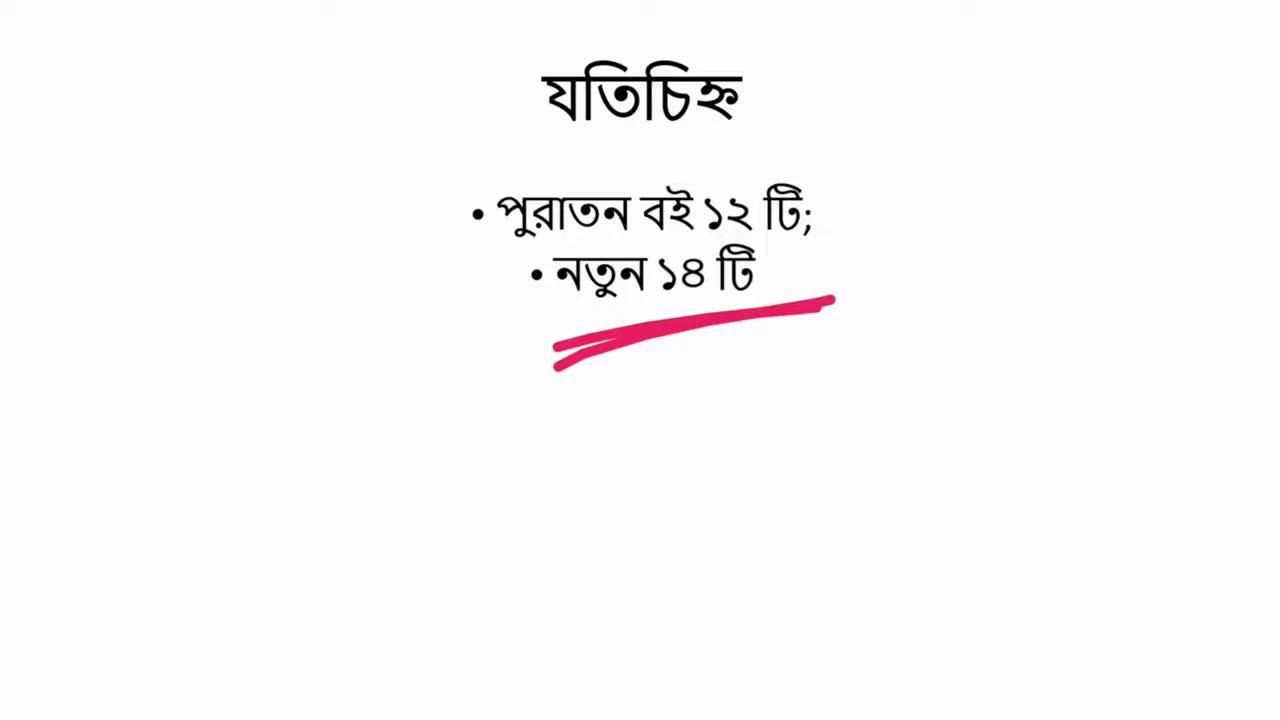 যতিচিহ্ন
• পুরাতন বই ১২ টি;
• নতুন ১৪ টি